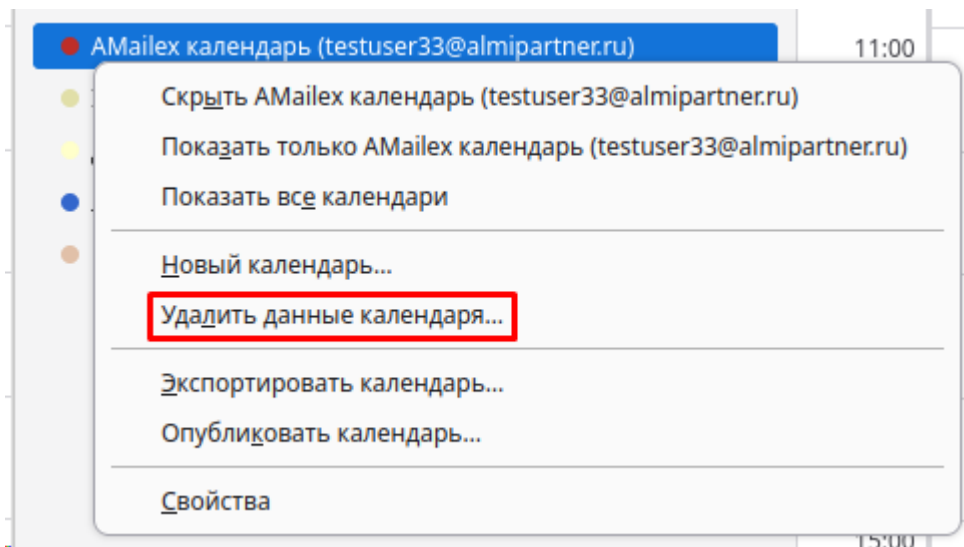 AMailex календарь (testuser33@almipartner.ru)
11:00
Скрыть AMailex календарь (testuser33@almipartner.ru)
Показать только AMailex календарь (testuser33@almipartner.ru)
Показать все календари
Новый календарь...
Удалить данные календаря...
Экспортировать календарь...
Опубликовать календарь...
Свойства
15:00